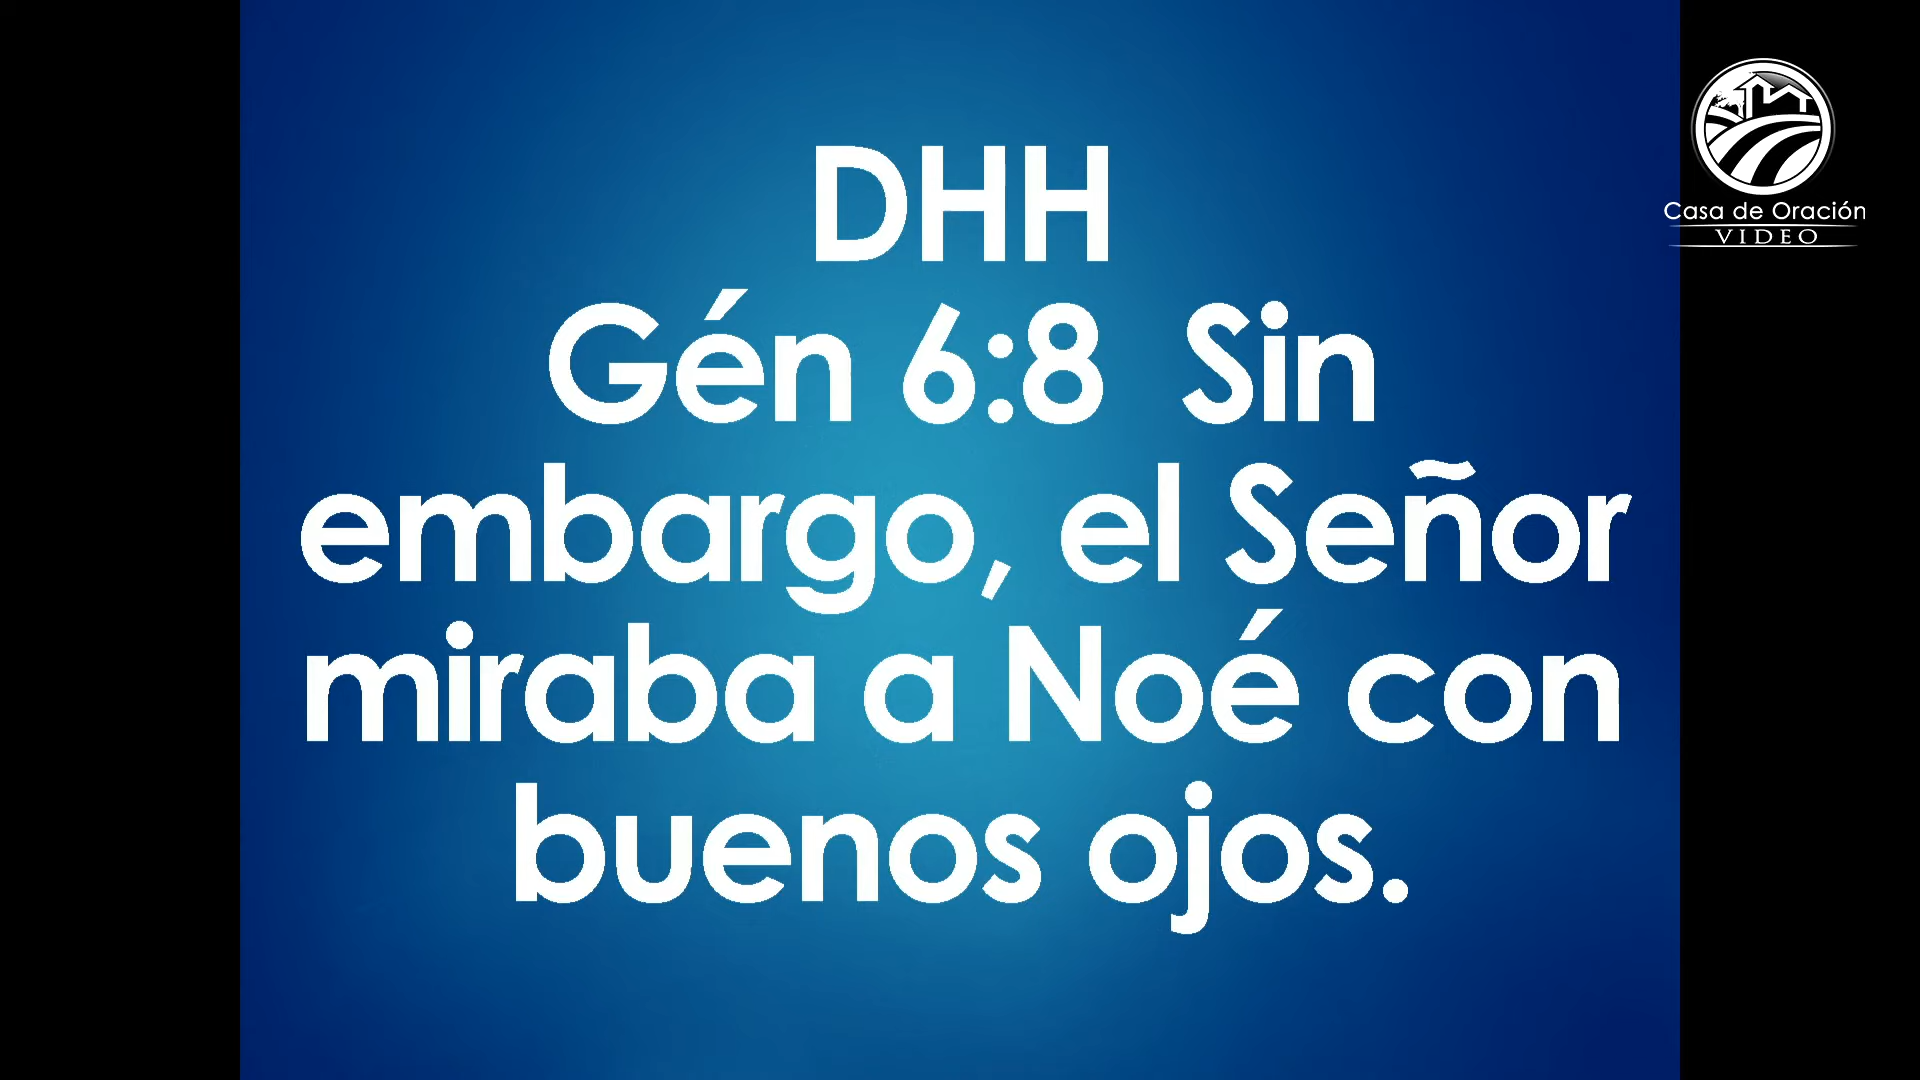 DHH
Gén 6:8  Sin
embargo, el Señor
miraba a Noé con
buenos ojos.
Casa de Oración
VIDEO